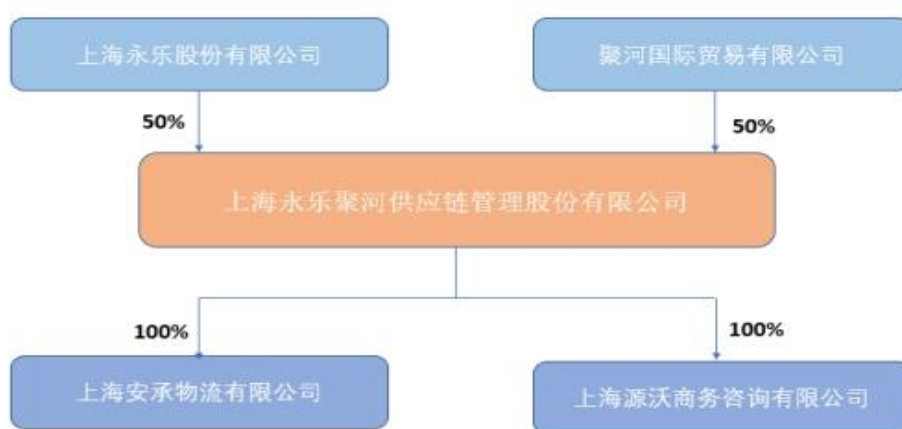 上海永乐股份有限公司
聚河国际贸易有限公司
50%
50%
上海永乐聚河供应链管理股份有限公司
100%
100%
上海安承物流有限公司
上海源沃商务咨询有限公司